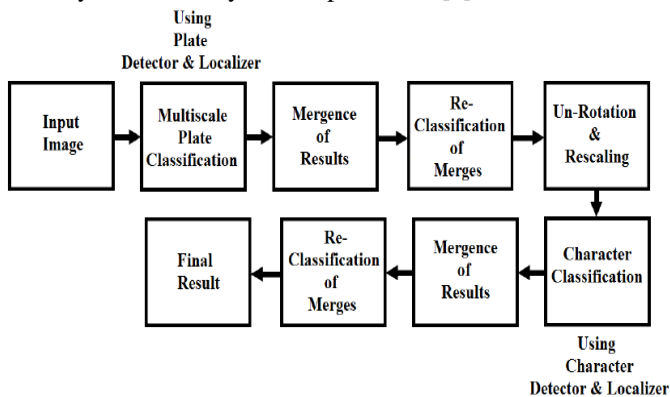 Using
Plate
Detector & Localizer
Input
Image
Multiscale
Plate
Classification
Mergence
of
Results
Re-
Classification
of
Merges
Un-Rotation
&
Rescaling
Final
Result
Re-
Classification
of
Merges
Mergence
of
Results
Character
Classification
Using
Character
Detector & Localizer